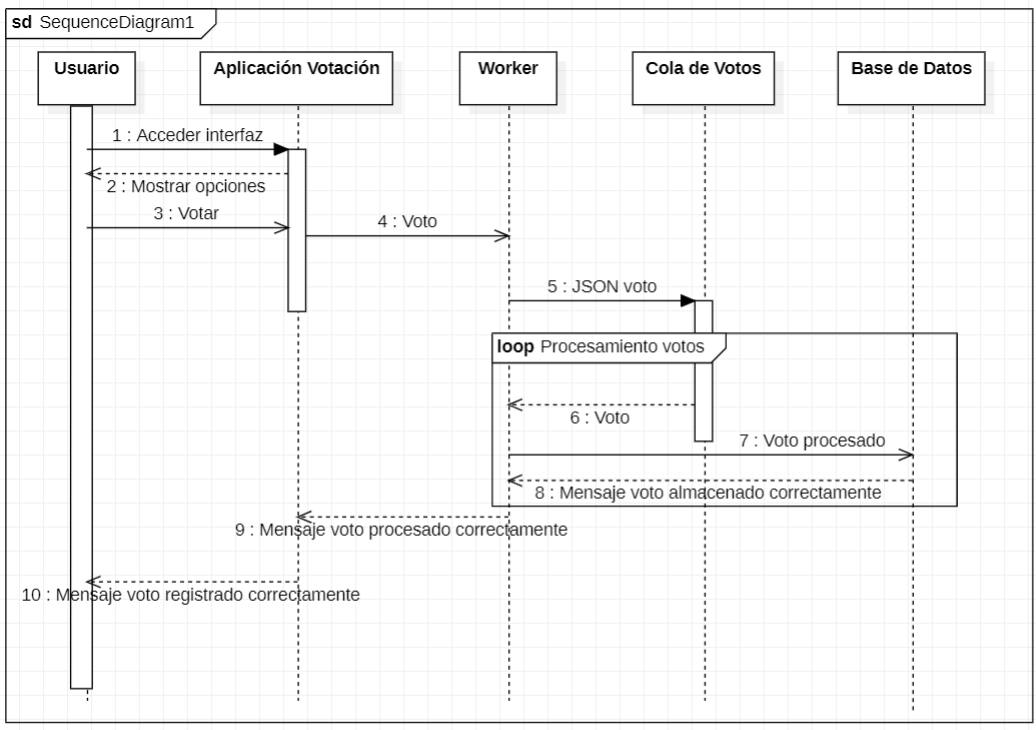 sd SequenceDiagram1
Usuario
Aplicación Votación
Worker
Cola de Votos
Base de Datos
1 : Acceder interfaz
2 : Mostrar opciones
3 : Votar
4 : Voto
5 : JSON voto
loop Procesamiento votos
6 : Voto
7 : Voto procesado
8 : Mensaje voto almacenado correctamente
9 : Mensaje voto procesado correctamente
10 : Mensaje voto registrado correctamente